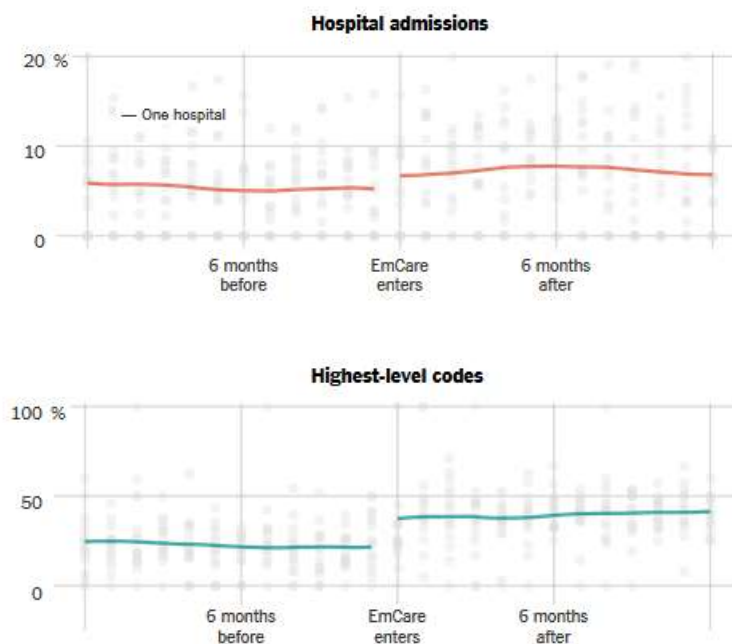 Hospital admissions
20 %
— One hospital
10
0
6 months
before
EmCare
enters
6 months
after
Highest-level codes
100 %
50
0
6 months
before
EmCare
enters
6 months
after